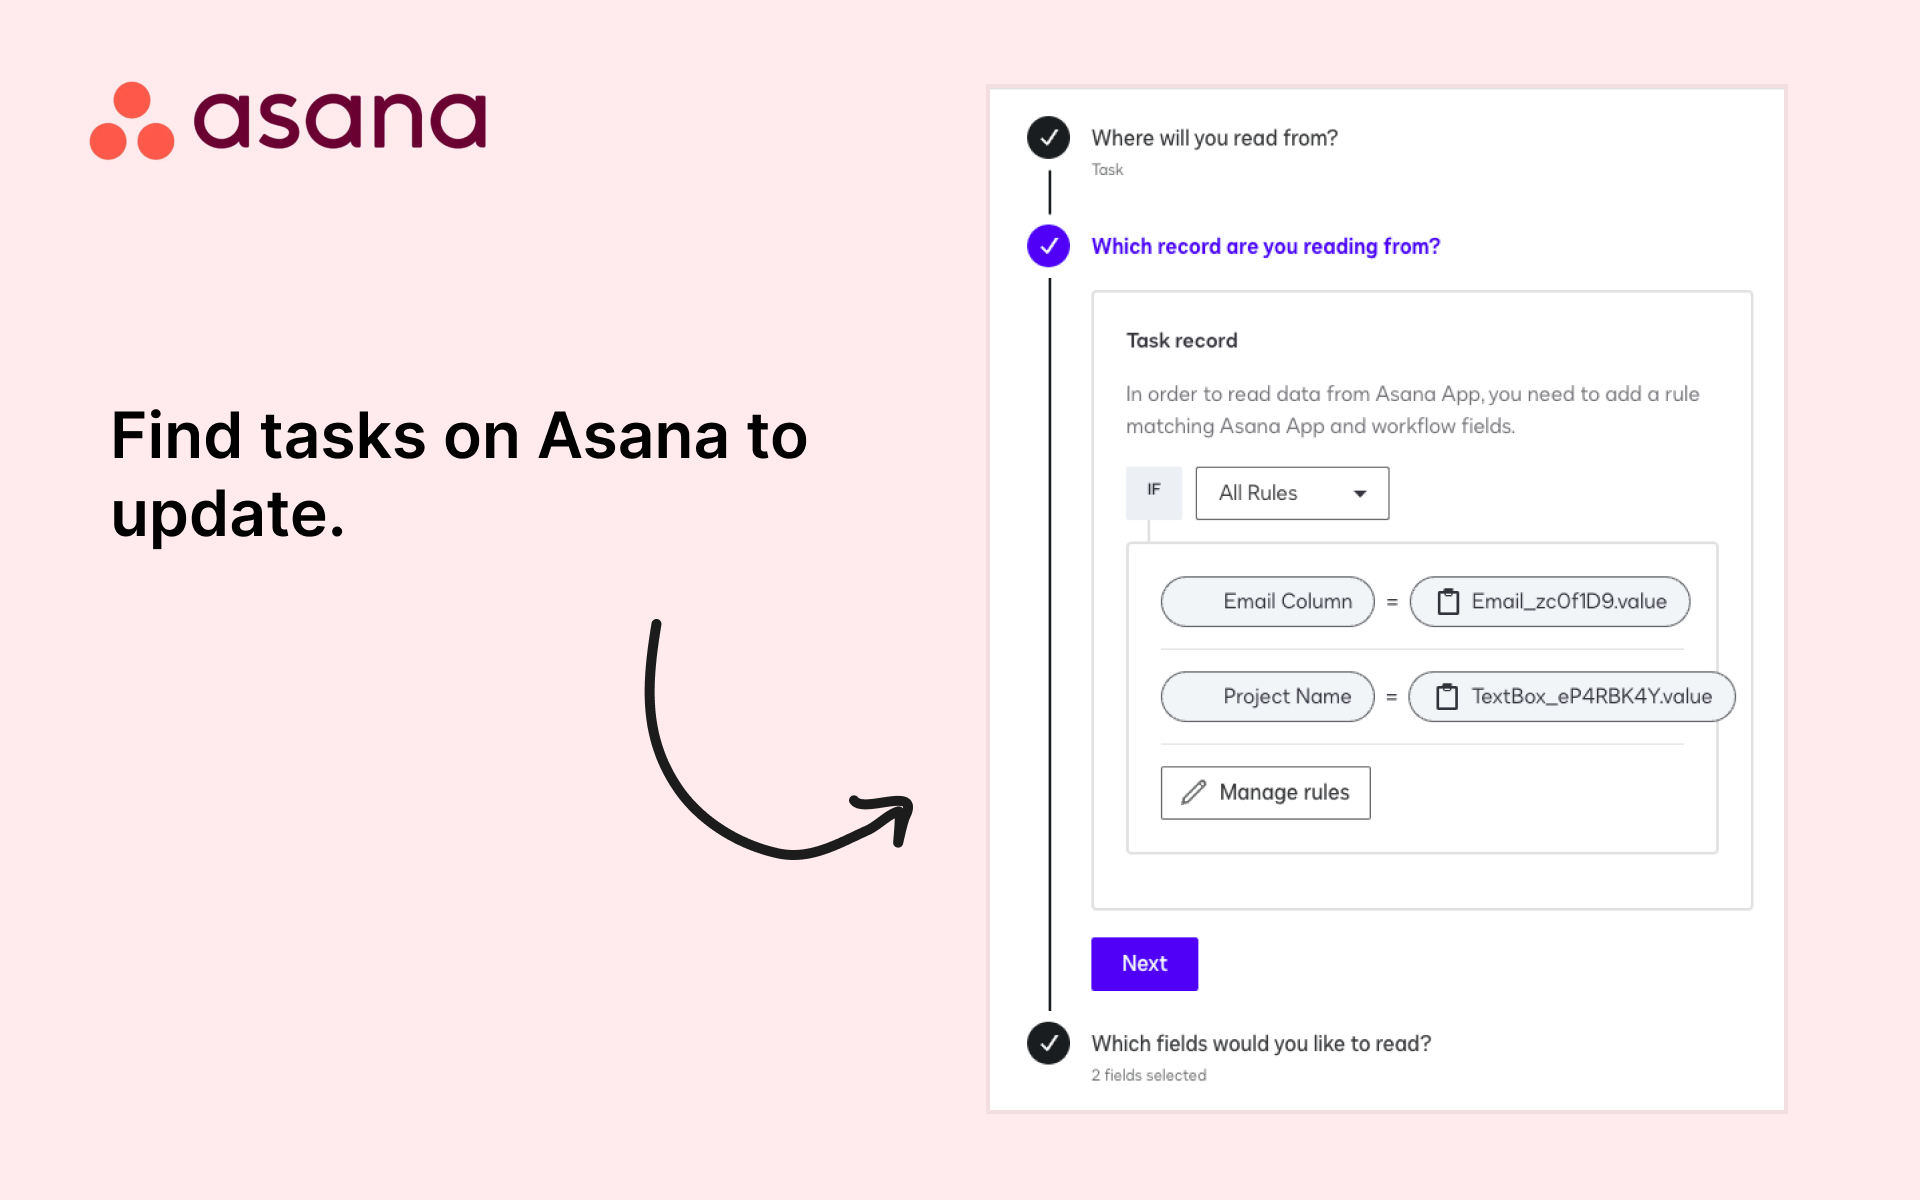 asana
Find tasks on Asana to
update.
Where will you read from?
Task
Which record are you reading from?
Task record
In order to read data from Asana App, you need to add a rule
matching Asana App and workflow fields.
IF
All Rules
Email Column = Email_zc0f1D9.value
Project Name = TextBox_eP4RBK4Y.value
Manage rules
Next
Which fields would you like to read?
2 fields selected